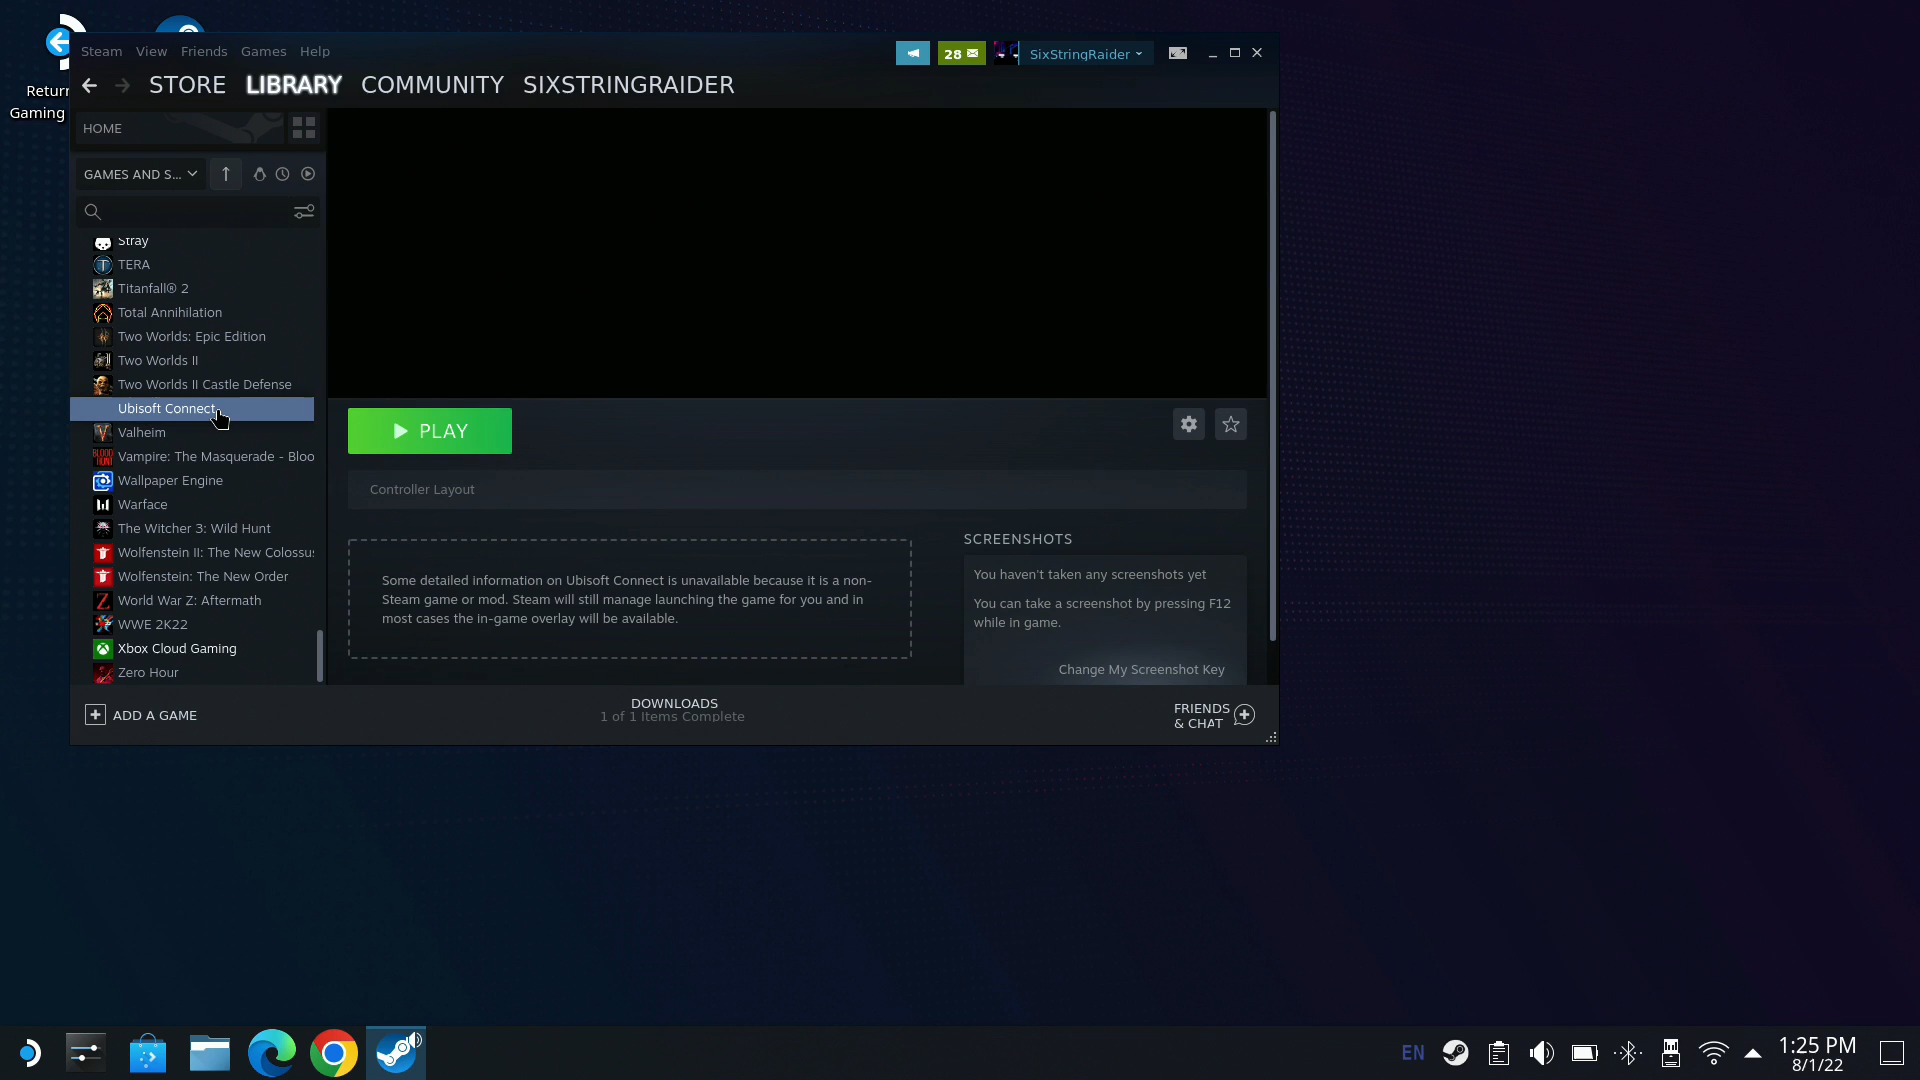 Return
Gaming
Steam View Friends Games Help
28
SixStringRaider
STORE LIBRARY COMMUNITY SIXSTRINGRAIDER
HOME
GAMES AND S...
Stray
TERA
Titanfall® 2
Total Annihilation
Two Worlds: Epic Edition
Two Worlds II
Two Worlds II Castle Defense
Ubisoft Connect
Valheim
Vampire: The Masquerade - Bloo
Wallpaper Engine
Warface
The Witcher 3: Wild Hunt
Wolfenstein II: The New Colossus
Wolfenstein: The New Order
World War Z: Aftermath
WWE 2K22
Xbox Cloud Gaming
Zero Hour
PLAY
Controller Layout
Some detailed information on Ubisoft Connect is unavailable because it is a non-
Steam game or mod. Steam will still manage launching the game for you and in
most cases the in-game overlay will be available.
SCREENSHOTS
You haven't taken any screenshots yet
You can take a screenshot by pressing F12
while in game.
Change My Screenshot Key
ADD A GAME
DOWNLOADS
1 of 1 Items Complete
FRIENDS
& CHAT
EN
1:25 PM
8/1/22